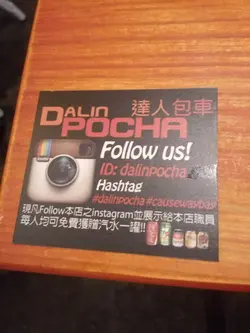 DALIN 達人包車
POCHA
Follow us!
ID: dalinpocha
Hashtag
#dalinpocha #causewaybay
現凡Follow本店之instagram並展示給本店職員
每人均可免費獲贈汽水一罐!!